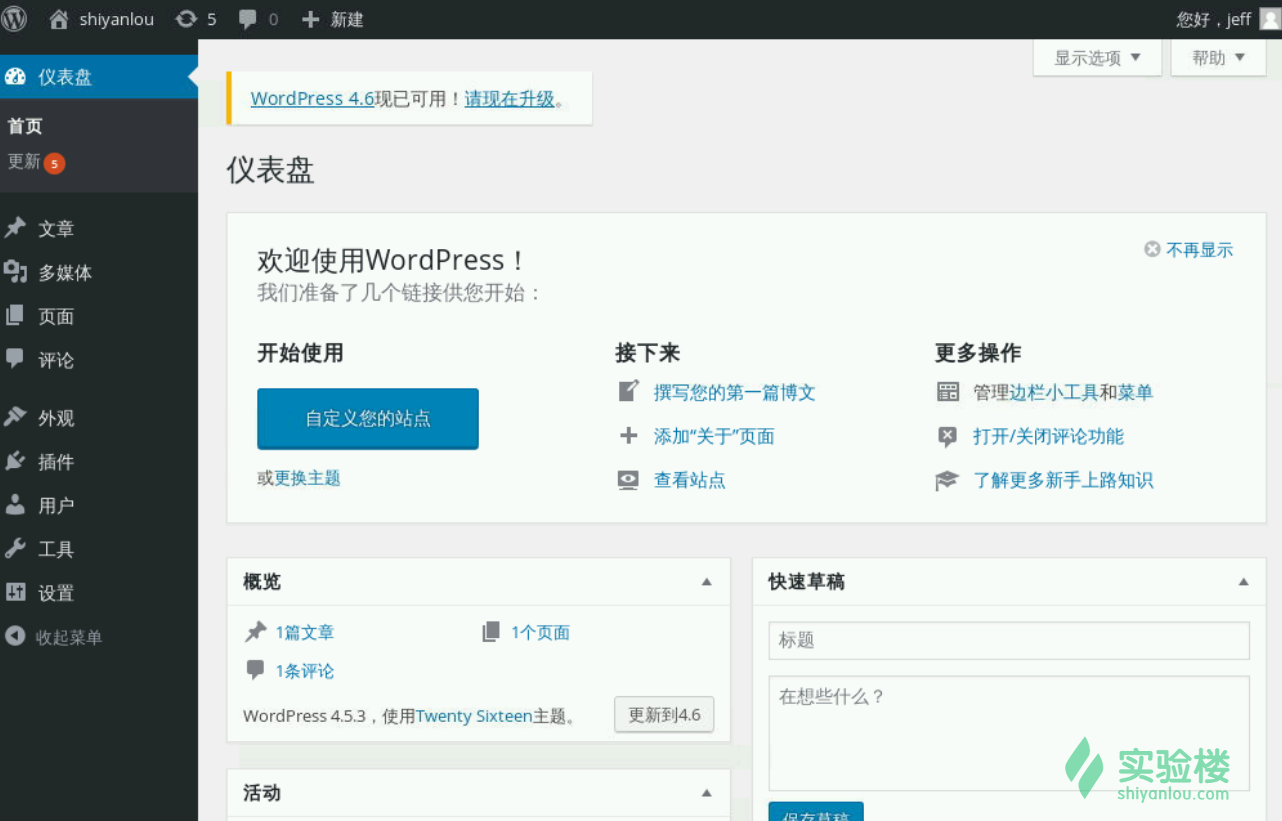 shiyanlou 5 0 新建 您好，jeff
显示选项 帮助
仪表盘
首页
更新 5
文章
多媒体
页面
评论
外观
插件
用户
工具
设置
收起菜单
WordPress 4.6现已可用！请现在升级。
仪表盘
欢迎使用WordPress！
不再显示
我们准备了几个链接供您开始：
开始使用
自定义您的站点
或更换主题
接下来
撰写您的第一篇博文
添加“关于”页面
查看站点
更多操作
管理边栏小工具和菜单
打开/关闭评论功能
了解更多新手上路知识
概览
1篇文章 1个页面
1条评论
WordPress 4.5.3，使用Twenty Sixteen主题。 更新到4.6
活动
快速草稿
标题
在想些什么？
保存草稿
实验楼
shiyanlou.com